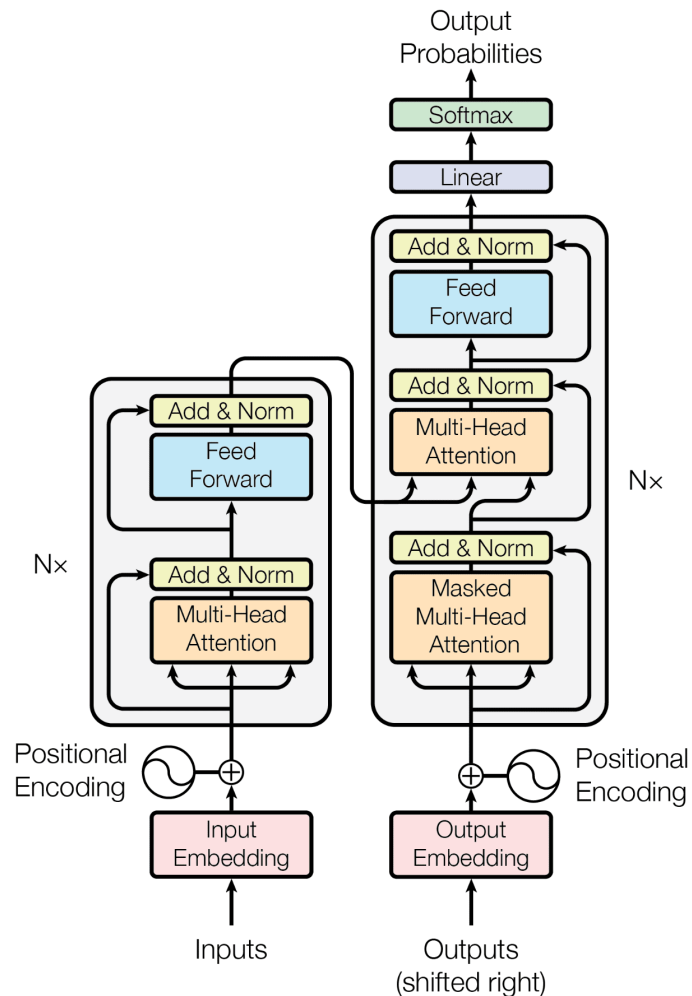 Output
Probabilities
Softmax
Linear
Add & Norm
Feed
Forward
Add & Norm
Multi-Head
Attention
Add & Norm
Masked
Multi-Head
Attention
N×
Add & Norm
Feed
Forward
Add & Norm
Multi-Head
Attention
N×
Positional
Encoding
Positional
Encoding
Input
Embedding
Output
Embedding
Inputs
Outputs
(shifted right)